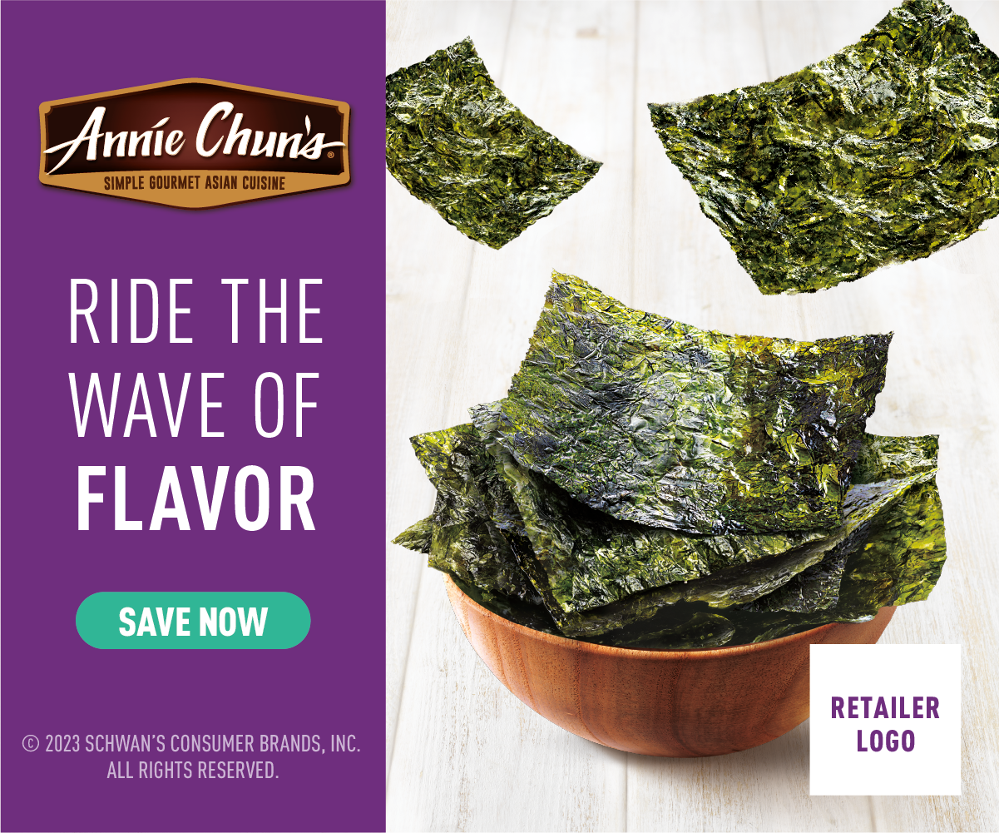 Annie Chun's®
SIMPLE GOURMET ASIAN CUISINE
RIDE THE
WAVE OF
FLAVOR
SAVE NOW
© 2023 SCHWAN'S CONSUMER BRANDS, INC.
ALL RIGHTS RESERVED.
RETAILER
LOGO